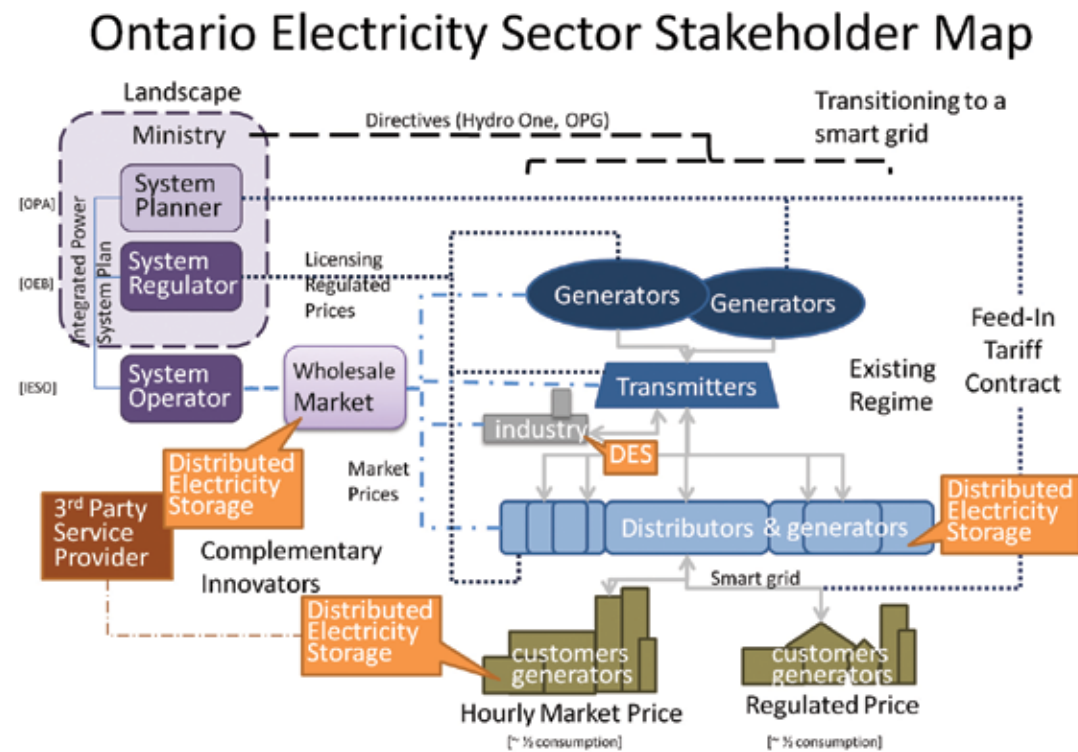 Ontario Electricity Sector Stakeholder Map
Landscape
Ministry
Directives (Hydro One, OPG)
Transitioning to a
smart grid
[OPA]
System
Planner
Integrated Power
System Plan
[OEB]
System
Regulator
Licensing
Regulated
Prices
Generators
Generators
Feed-In
Tariff
Contract
[IESO]
System
Operator
Wholesale
Market
Transmitters
Existing
Regime
industry
DES
Distributed
Electricity
Storage
Market
Prices
3rd Party
Service
Provider
Complementary
Innovators
Distributors & generators
Distributed
Electricity
Storage
Smart grid
Distributed
Electricity
Storage
customers
generators
customers
generators
Hourly Market Price
Regulated Price
[~ ½ consumption]
[~ ½ consumption]